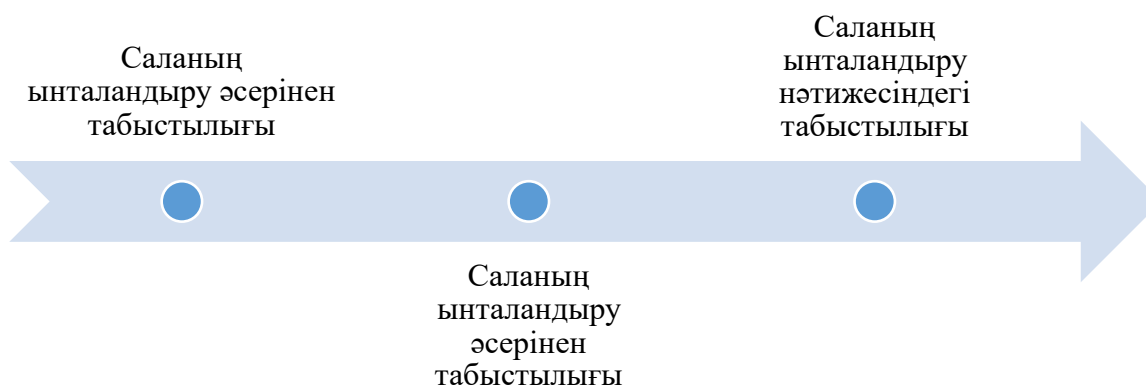 Саланың
ынталандыру әсерінен
табыстылығы
Саланың
ынталандыру
әсерінен
табыстылығы
Саланың
ынталандыру
нәтижесіндегі
табыстылығы